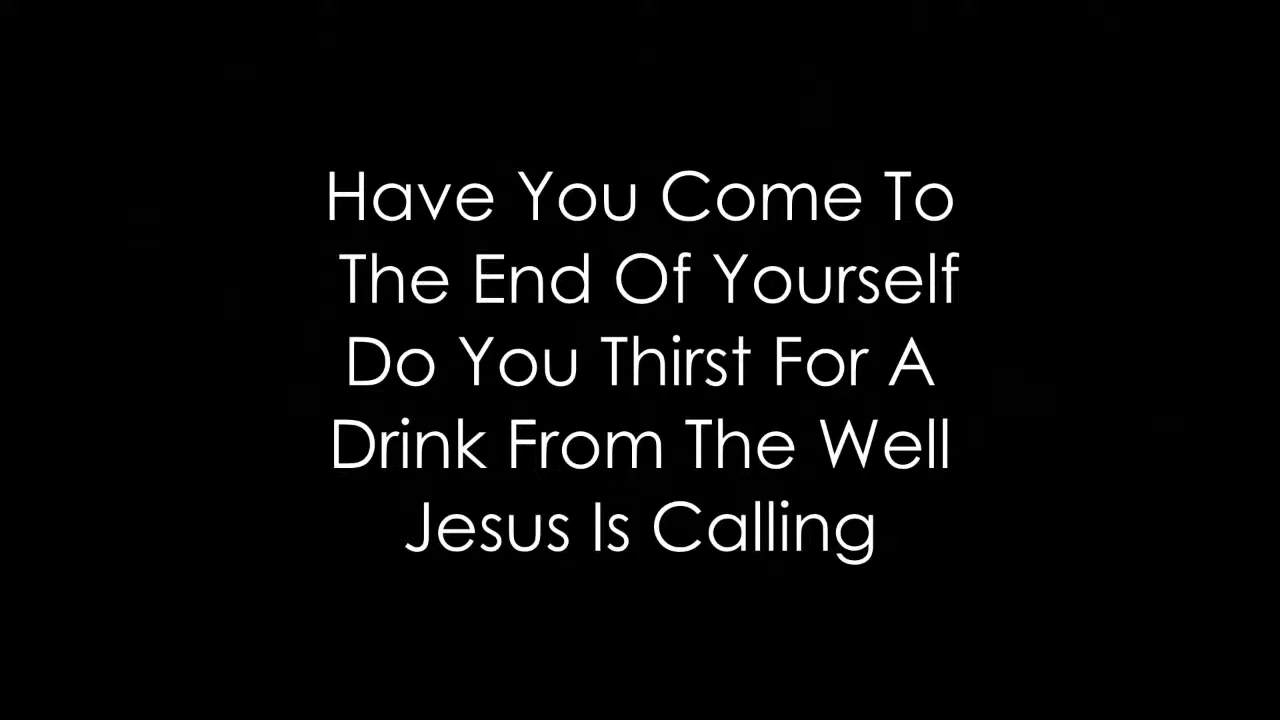 Have You Come To
The End Of Yourself
Do You Thirst For A
Drink From The Well
Jesus Is Calling